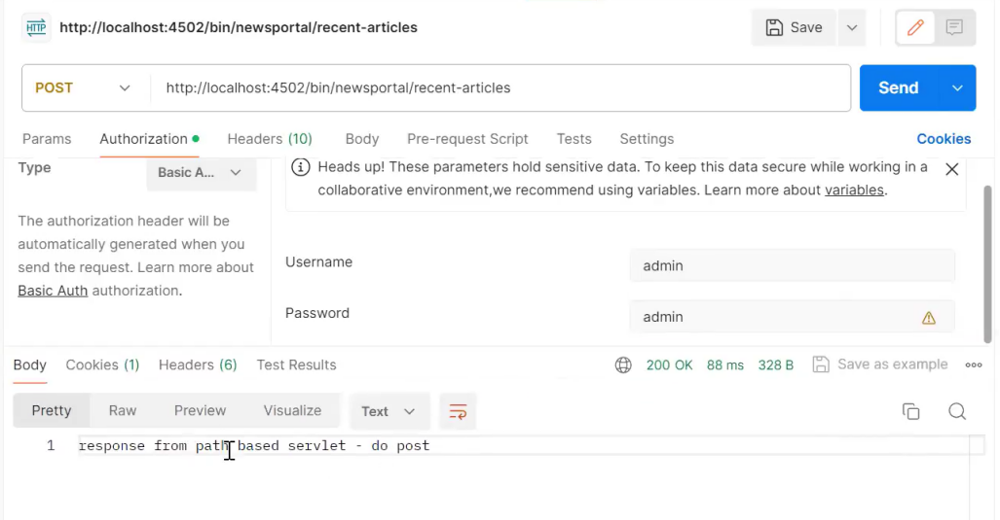 HTTP http://localhost:4502/bin/newsportal/recent-articles Save
POST http://localhost:4502/bin/newsportal/recent-articles Send
Params Authorization Headers (10) Body Pre-request Script Tests Settings Cookies
Type Basic A...
Heads up! These parameters hold sensitive data. To keep this data secure while working in a
collaborative environment,we recommend using variables. Learn more about variables.
The authorization header will be
automatically generated when you
send the request. Learn more about
Basic Auth authorization.
Username admin
Password admin
Body Cookies (1) Headers (6) Test Results 200 OK 88 ms 328 B Save as example
Pretty Raw Preview Visualize Text
1 response from path based servlet - do post